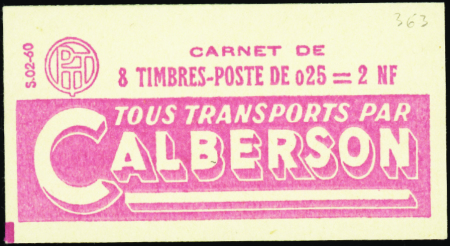 363
PTT
S.02-60
CARNET DE
8 TIMBRES-POSTE DE 0 25 = 2 NF
TOUS TRANSPORTS PAR
CALBERSON